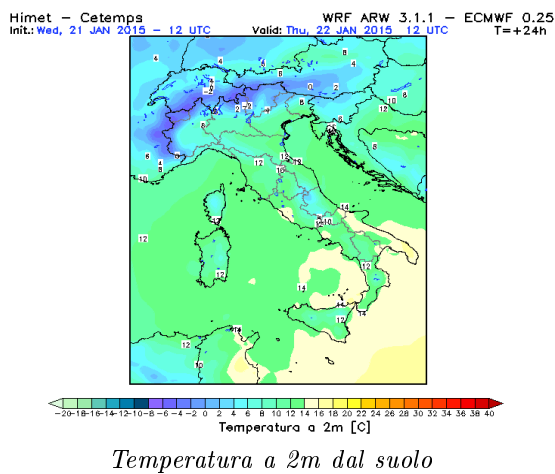 Himet – Cetemps WRF ARW 3.1.1 – ECMWF 0.25
Init.: Wed, 21 JAN 2015 – 12 UTC Valid: Thu, 22 JAN 2015 12 UTC T=+24h
-20 -18 -16 -14 -12 -10 -8 -6 -4 -2 0 2 4 6 8 10 12 14 16 18 20 22 24 26 28 30 32 34 36 38 40
Temperatura a 2m [C]
Temperatura a 2m dal suolo